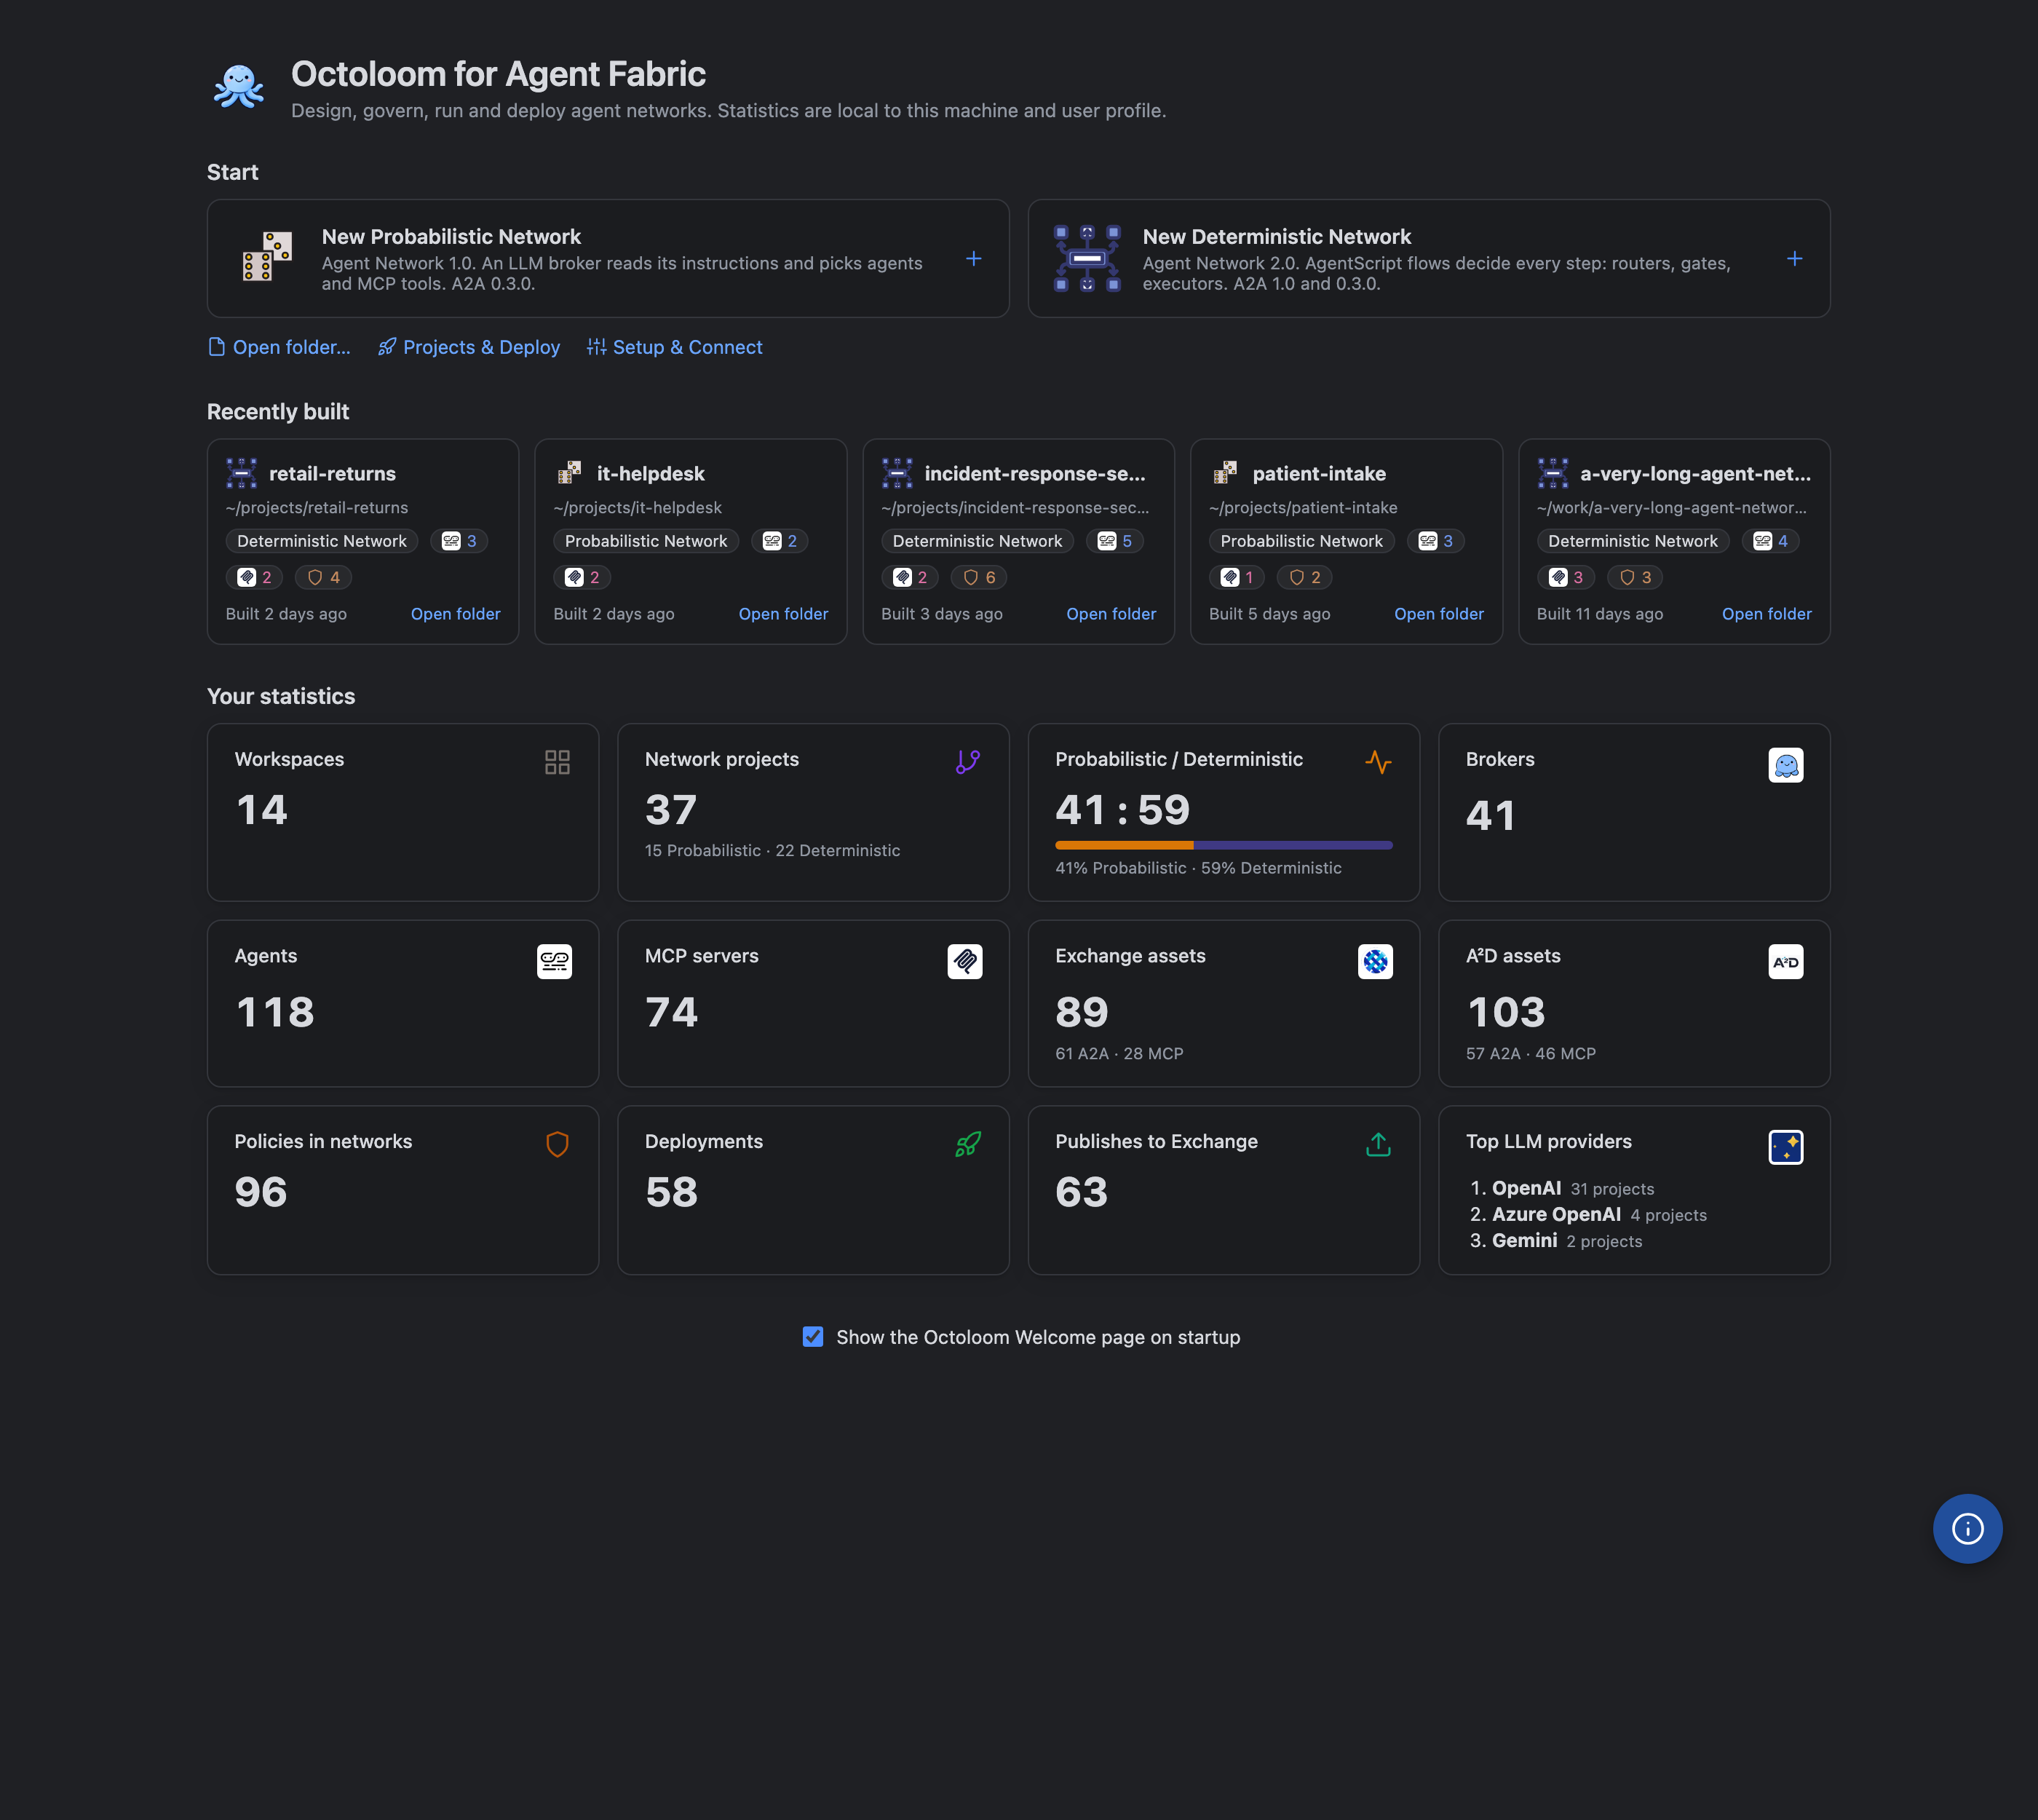 Octoloom for Agent Fabric
Design, govern, run and deploy agent networks. Statistics are local to this machine and user profile.
Start
New Probabilistic Network
Agent Network 1.0. An LLM broker reads its instructions and picks agents
and MCP tools. A2A 0.3.0.
New Deterministic Network
Agent Network 2.0. AgentScript flows decide every step: routers, gates,
executors. A2A 1.0 and 0.3.0.
Open folder...
Projects & Deploy
Setup & Connect
Recently built
retail-returns
~/projects/retail-returns
Deterministic Network
3
2
4
Built 2 days ago
Open folder
it-helpdesk
~/projects/it-helpdesk
Probabilistic Network
2
2
Built 2 days ago
Open folder
incident-response-se...
~/projects/incident-response-sec...
Deterministic Network
5
2
6
Built 3 days ago
Open folder
patient-intake
~/projects/patient-intake
Probabilistic Network
3
1
2
Built 5 days ago
Open folder
a-very-long-agent-net...
~/work/a-very-long-agent-networ...
Deterministic Network
4
3
3
Built 11 days ago
Open folder
Your statistics
Workspaces
14
Network projects
37
15 Probabilistic · 22 Deterministic
Probabilistic / Deterministic
41 : 59
41% Probabilistic · 59% Deterministic
Brokers
41
Agents
118
MCP servers
74
Exchange assets
89
61 A2A · 28 MCP
A²D assets
A²D
103
57 A2A · 46 MCP
Policies in networks
96
Deployments
58
Publishes to Exchange
63
Top LLM providers
1. OpenAI 31 projects
2. Azure OpenAI 4 projects
3. Gemini 2 projects
Show the Octoloom Welcome page on startup